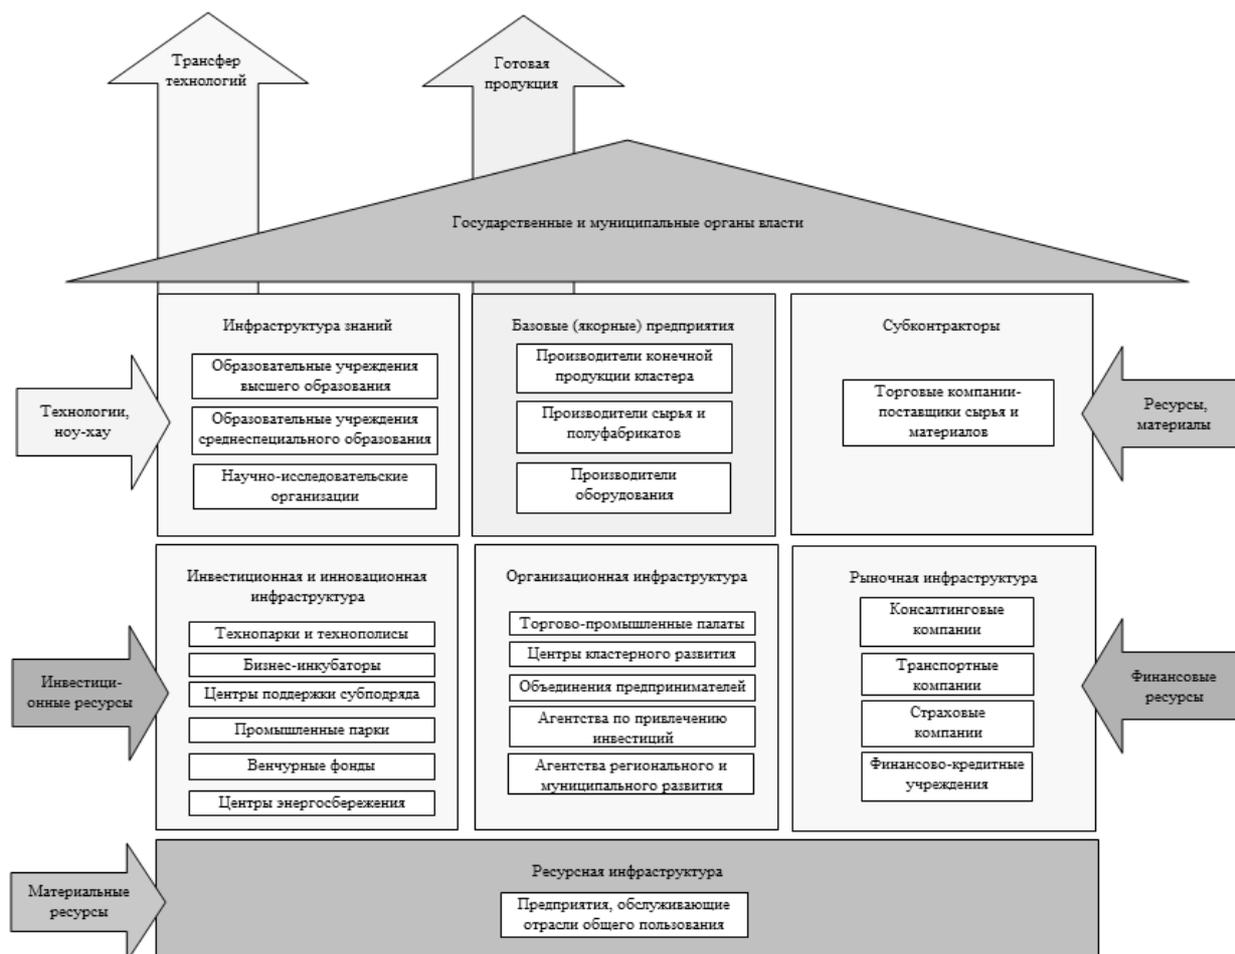 Трансфер
технологий
Готовая
продукция
Государственные и муниципальные органы власти
Инфраструктура знаний
Образовательные учреждения
высшего образования
Образовательные учреждения
среднеспециального образования
Научно-исследовательские
организации
Базовые (якорные) предприятия
Производители конечной
продукции кластера
Производители сырья и
полуфабрикатов
Производители
оборудования
Субконтракторы
Торговые компании-
поставщики сырья и
материалов
Технологии,
ноу-хау
Ресурсы,
материалы
Инвестиционная и инновационная
инфраструктура
Технопарки и технополисы
Бизнес-инкубаторы
Центры поддержки субподряда
Промышленные парки
Венчурные фонды
Центры энергосбережения
Организационная инфраструктура
Торгово-промышленные палаты
Центры кластерного развития
Объединения предпринимателей
Агентства по привлечению
инвестиций
Агентства регионального и
муниципального развития
Рыночная инфраструктура
Консалтинговые
компании
Транспортные
компании
Страховые
компании
Финансово-кредитные
учреждения
Инвестици-
онные ресурсы
Финансовые
ресурсы
Материальные
ресурсы
Ресурсная инфраструктура
Предприятия, обслуживающие
отрасли общего пользования